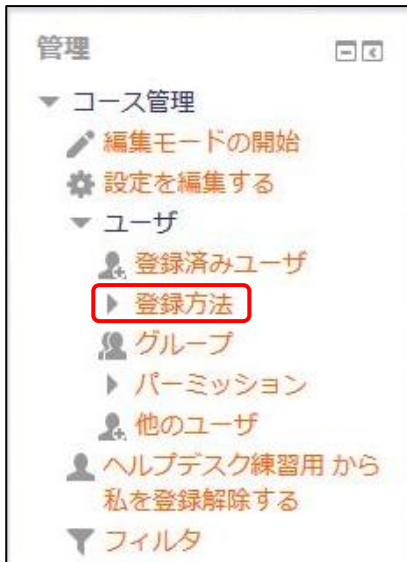 管理
コース管理
編集モードの開始
設定を編集する
ユーザ
登録済みユーザ
登録方法
グループ
パーミッション
他のユーザ
ヘルプデスク練習用 から
私を登録解除する
フィルタ